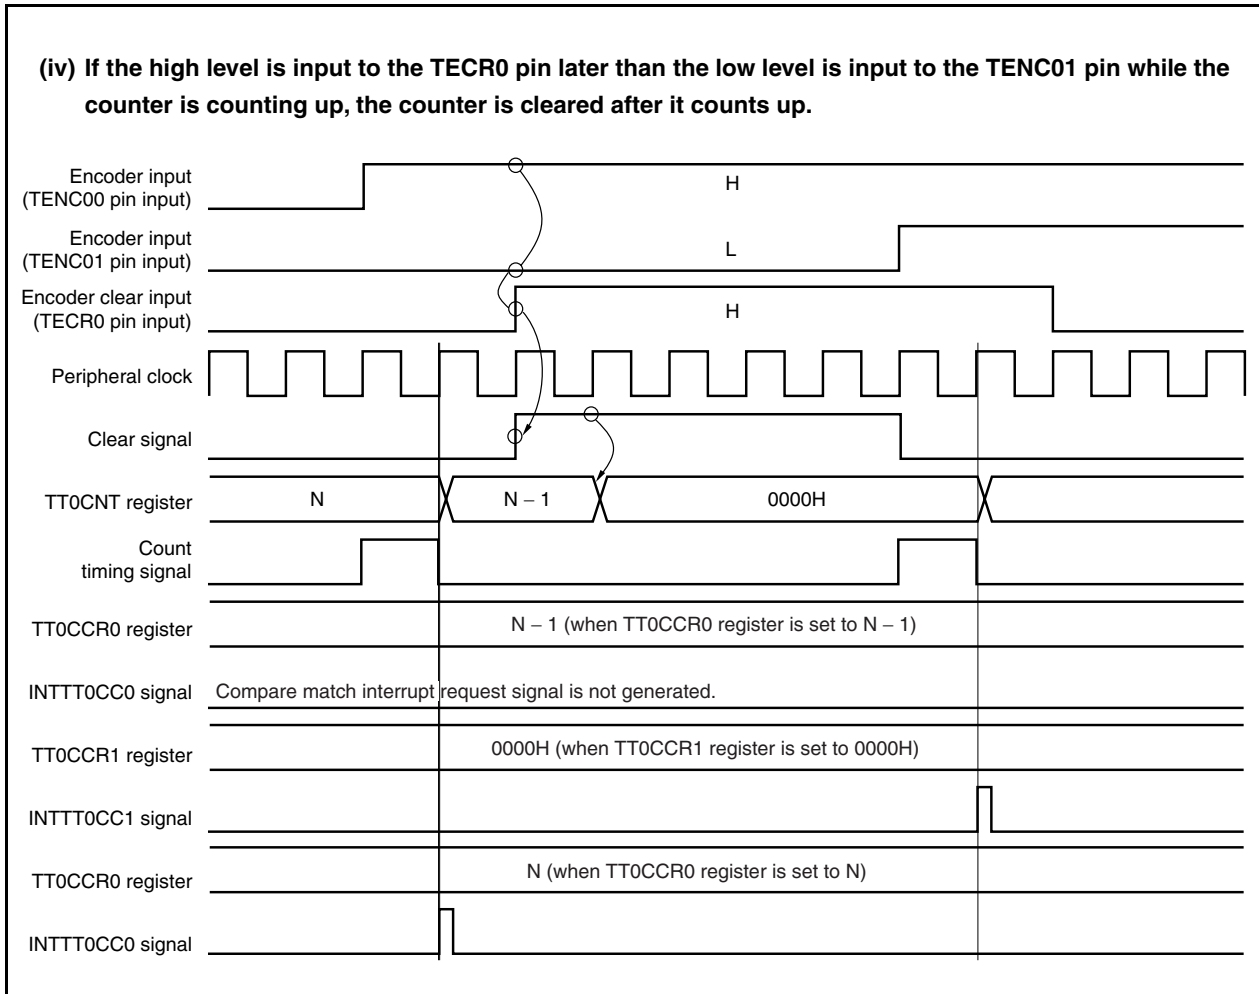 (iv) If the high level is input to the TECR0 pin later than the low level is input to the TENC01 pin while the
counter is counting up, the counter is cleared after it counts up.
Encoder input
(TENC00 pin input)
H
Encoder input
(TENC01 pin input)
L
Encoder clear input
(TECR0 pin input)
H
Peripheral clock
Clear signal
TT0CNT register
N
N − 1
0000H
Count
timing signal
TT0CCR0 register
N − 1 (when TT0CCR0 register is set to N − 1)
INTTT0CC0 signal
Compare match interrupt request signal is not generated.
TT0CCR1 register
0000H (when TT0CCR1 register is set to 0000H)
INTTT0CC1 signal
TT0CCR0 register
N (when TT0CCR0 register is set to N)
INTTT0CC0 signal